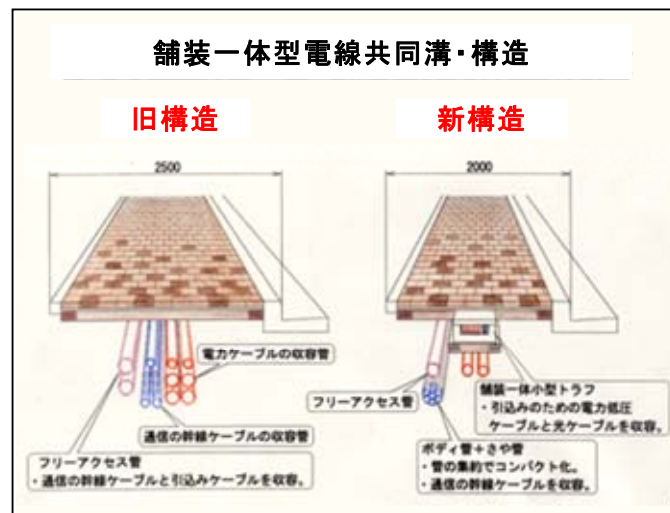 舗装一体型電線共同溝・構造
旧構造
新構造
2500
2000
電力ケーブルの収容管
通信の幹線ケーブルの収容管
フリーアクセス管
・通信の幹線ケーブルと引込みケーブルを収容。
フリーアクセス管
舗装一体小型トラフ
・引込みのための電力低圧
ケーブルと光ケーブルを収容。
ボディ管＋さや管
・管の集約でコンパクト化。
・通信の幹線ケーブルを収容。